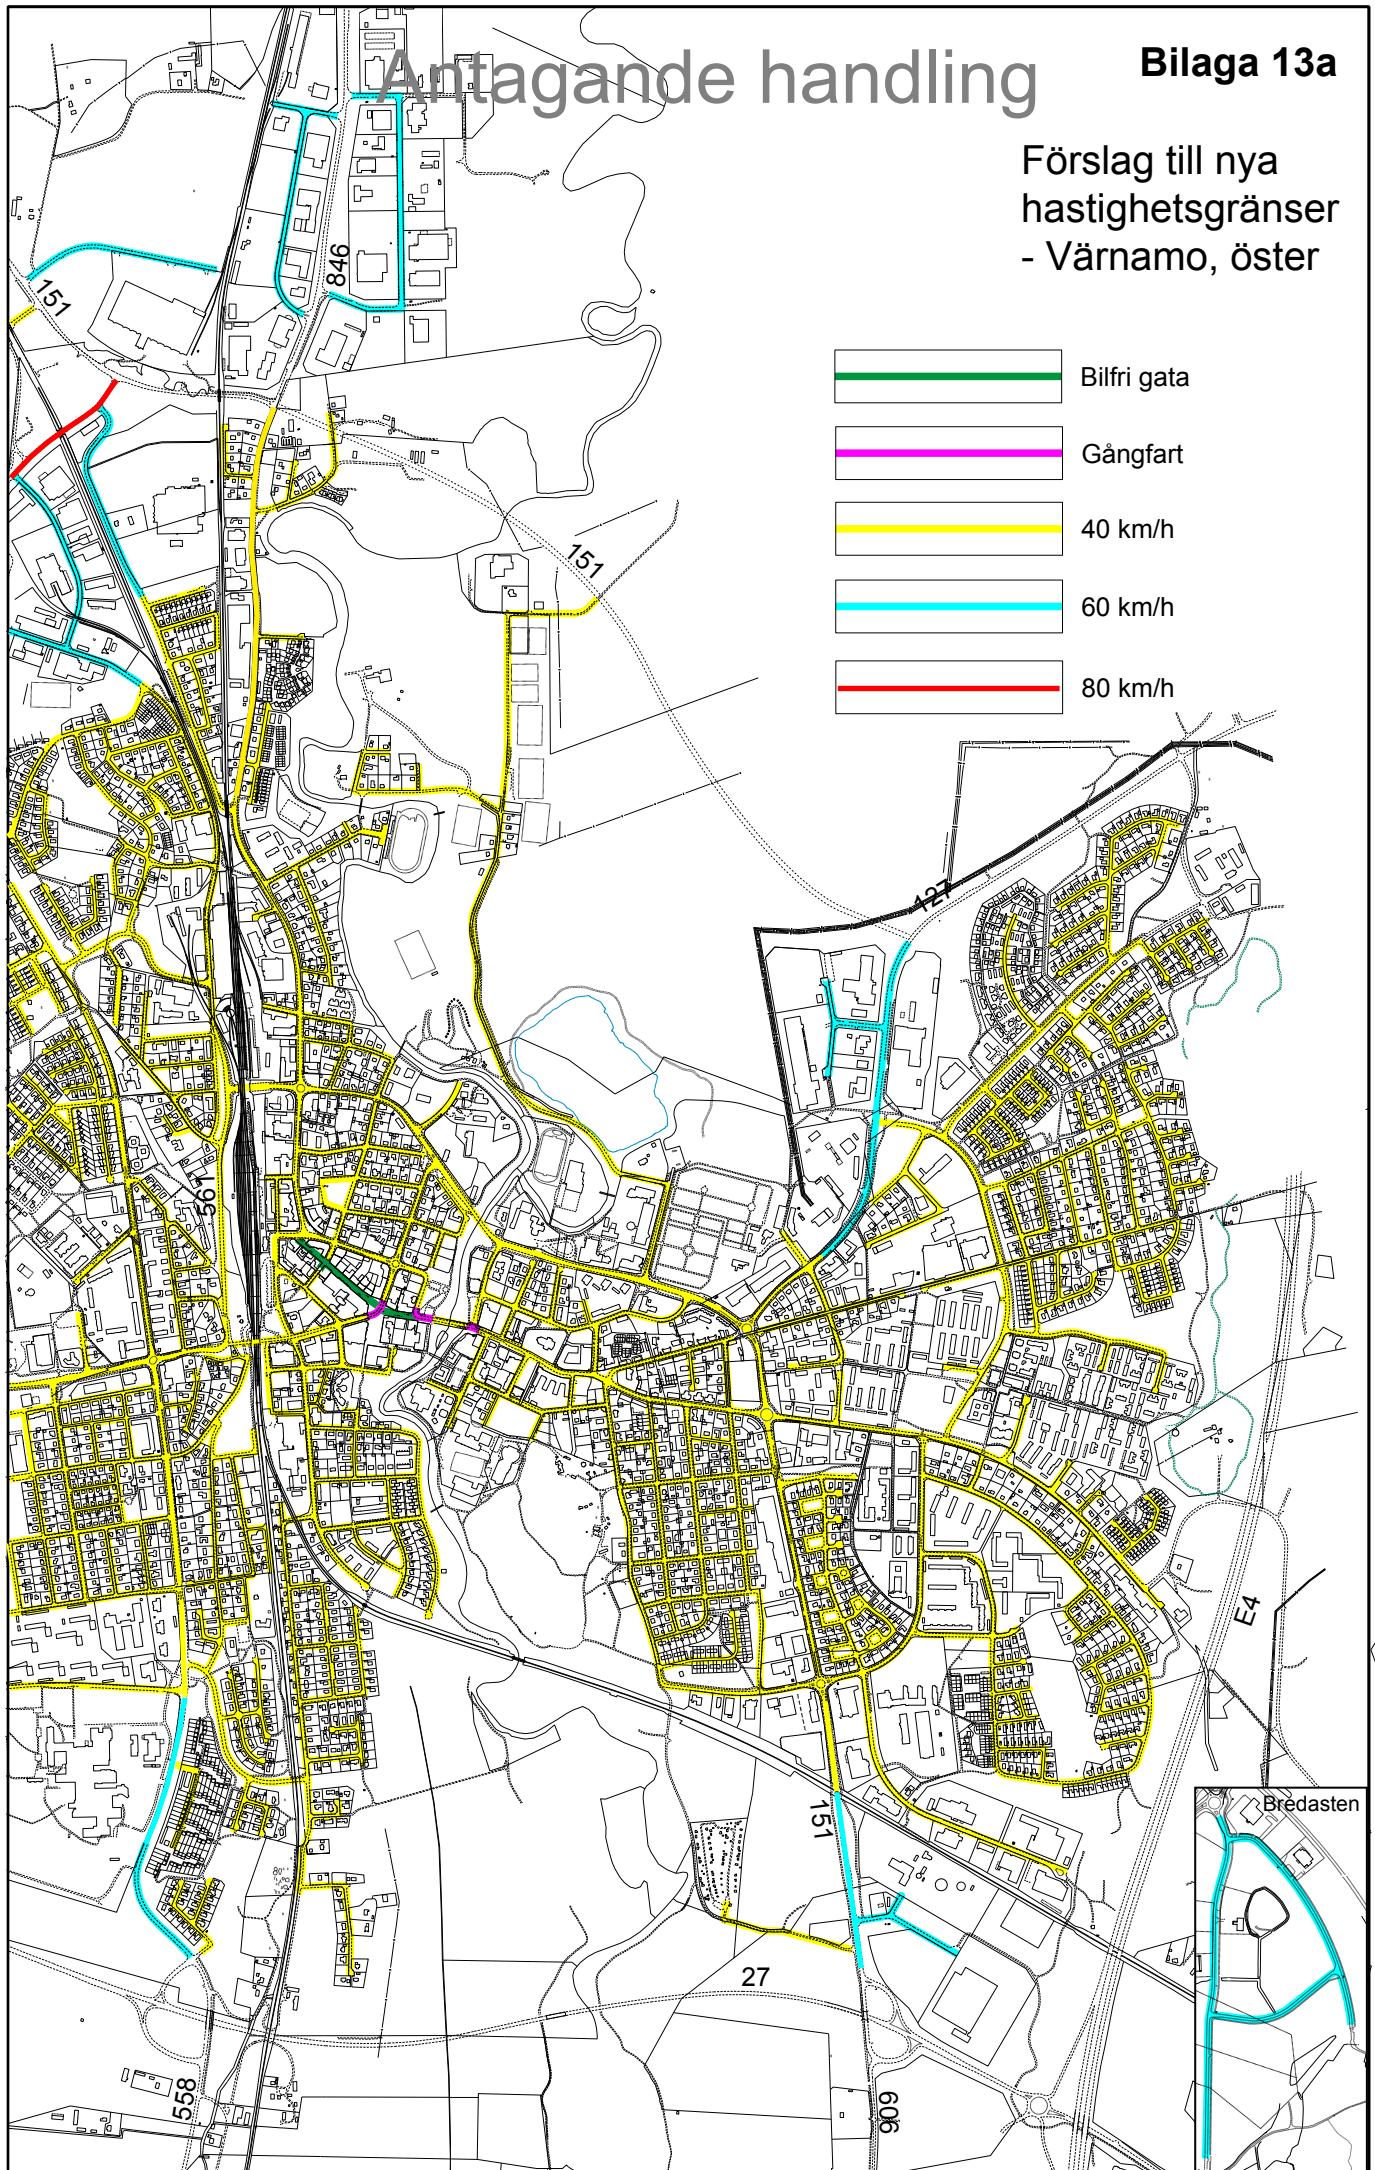 Antagande handling
Bilaga 13a
Förslag till nya
hastighetsgränser
- Värnamo, öster
Bilfri gata
Gångfart
40 km/h
60 km/h
80 km/h
846
151
151
127
561
E4
Bredasten
151
27
558
609